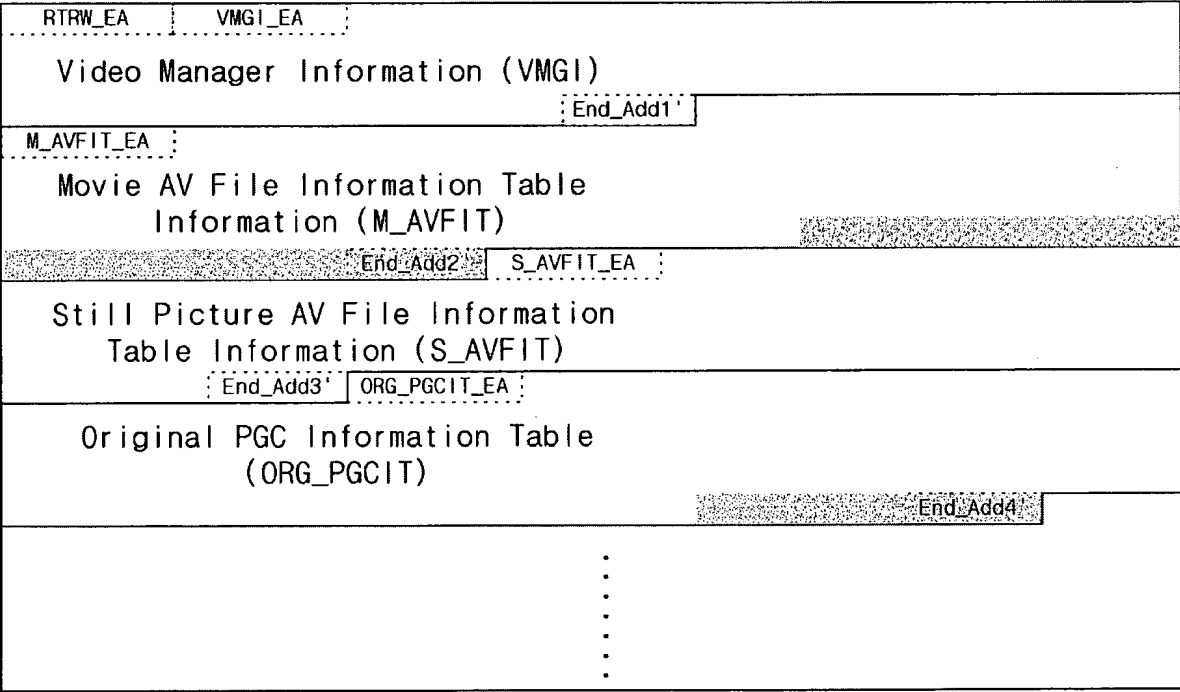 RTRW_EA VMGI_EA
Video Manager Information (VMGI)
End_Add1'
M_AVFIT_EA
Movie AV File Information Table
Information (M_AVFIT)
End_Add2' S_AVFIT_EA
Still Picture AV File Information
Table Information (S_AVFIT)
End_Add3' ORG_PGCIT_EA
Original PGC Information Table
(ORG_PGCIT)
End_Add4'